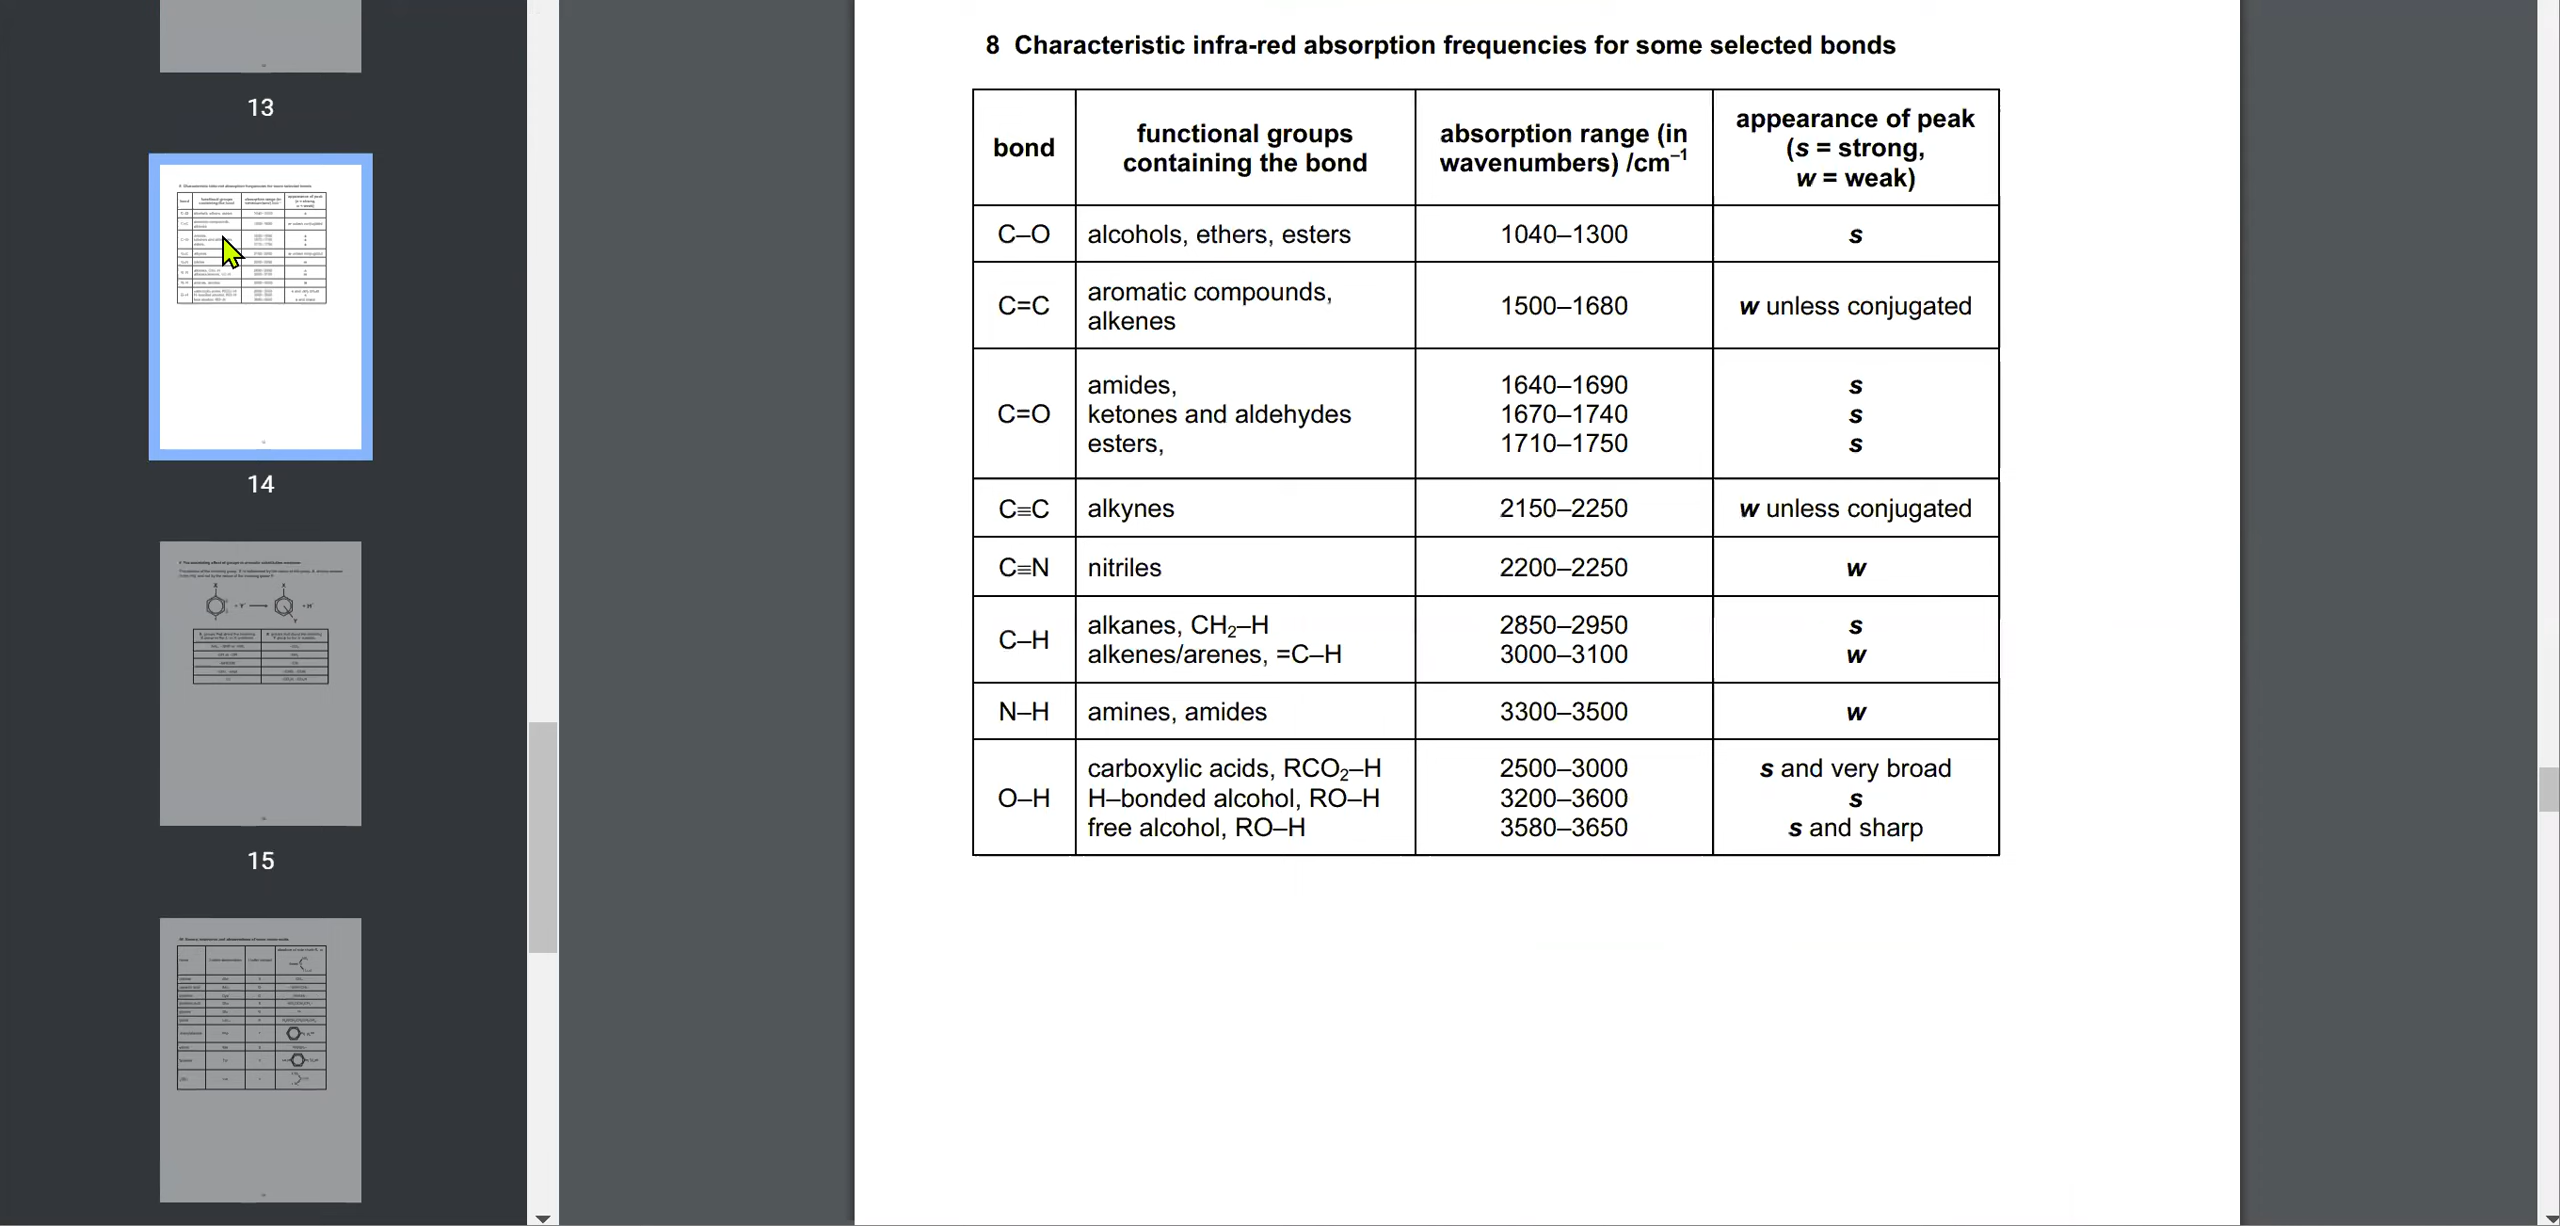 13
14
15
8 Characteristic infra-red absorption frequencies for some selected bonds
bond
functional groups
containing the bond
absorption range (in
wavenumbers) /cm⁻¹
appearance of peak
(s = strong,
w = weak)
C–O
alcohols, ethers, esters
1040–1300
s
C=C
aromatic compounds,
alkenes
1500–1680
w unless conjugated
C=O
amides,
ketones and aldehydes
esters,
1640–1690
1670–1740
1710–1750
s
s
s
C≡C
alkynes
2150–2250
w unless conjugated
C≡N
nitriles
2200–2250
w
C–H
alkanes, CH₂–H
alkenes/arenes, =C–H
2850–2950
3000–3100
s
w
N–H
amines, amides
3300–3500
w
O–H
carboxylic acids, RCO₂–H
H–bonded alcohol, RO–H
free alcohol, RO–H
2500–3000
3200–3600
3580–3650
s and very broad
s
s and sharp